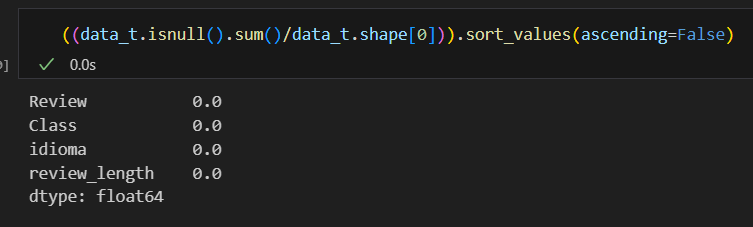 ((data_t.isnull().sum()/data_t.shape[0])).sort_values(ascending=False)
]
✓ 0.0s
Review 0.0
Class 0.0
idioma 0.0
review_length 0.0
dtype: float64